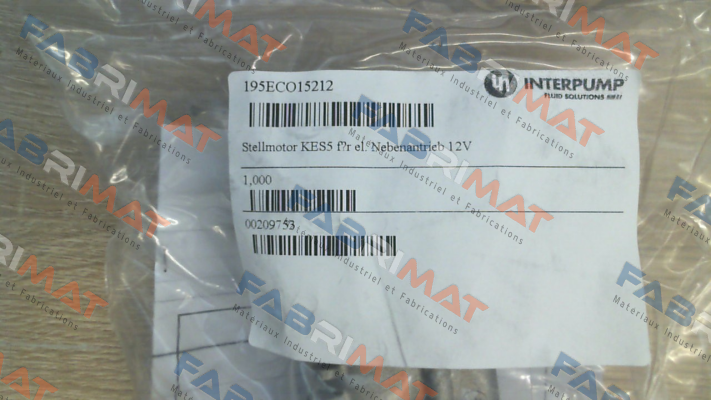 195ECO15212
INTERPUMP
FLUID SOLUTIONS
Stellmotor KES5 f?r el. Nebenantrieb 12V
1,000
00209753
FABRIMAT
Matériaux Industriel et Fabrications